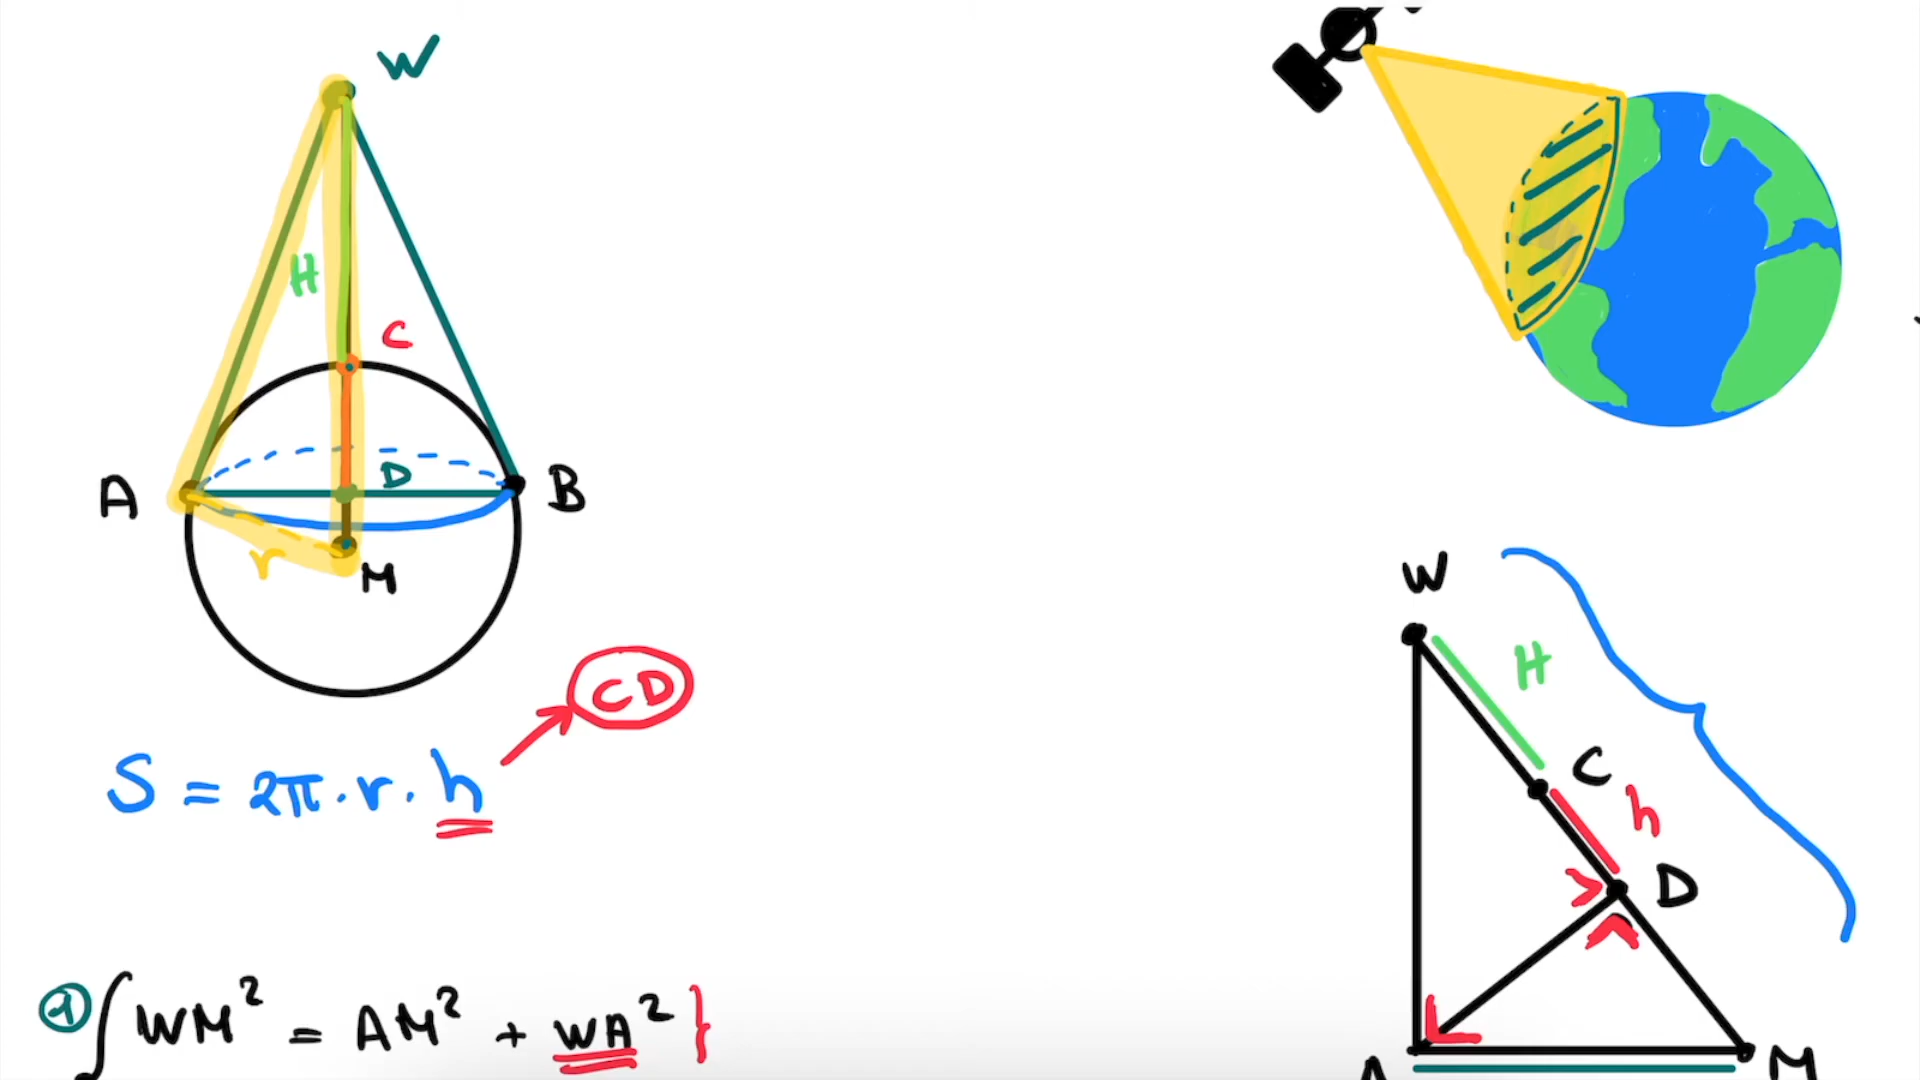 W
H
C
D
A
B
r
M
CD
S = 2π · r · h
① WM² = AM² + WA² }
W
H
C
h
D
A
M